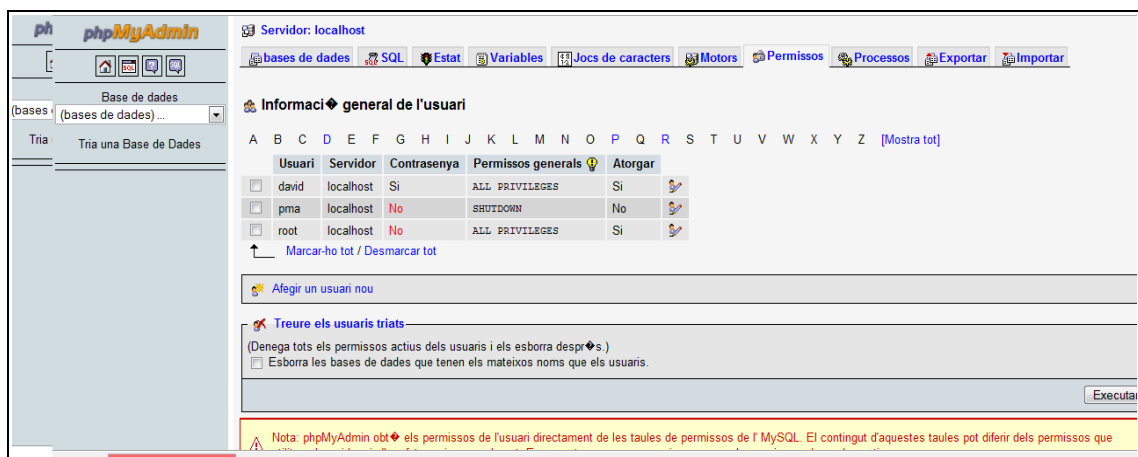 ph
phpMyAdmin
Servidor: localhost
bases de dades SQL Estat Variables Jocs de caracters Motors Permissos Processos Exportar Importar
Base de dades
(bases
(bases de dades) ...
Tria
Tria una Base de Dades
Informaci� general de l'usuari
A B C D E F G H I J K L M N O P Q R S T U V W X Y Z [Mostra tot]
Usuari Servidor Contrasenya Permissos generals Atorgar
david localhost Si ALL PRIVILEGES Si
pma localhost No SHUTDOWN No
root localhost No ALL PRIVILEGES Si
Marcar-ho tot / Desmarcar tot
Afegir un usuari nou
Treure els usuaris triats
(Denega tots els permissos actius dels usuaris i els esborra despr�s.)
Esborra les bases de dades que tenen els mateixos noms que els usuaris.
Executar
Nota: phpMyAdmin obt� els permissos de l'usuari directament de les taules de permissos de l' MySQL. El contingut d'aquestes taules pot diferir dels permissos que